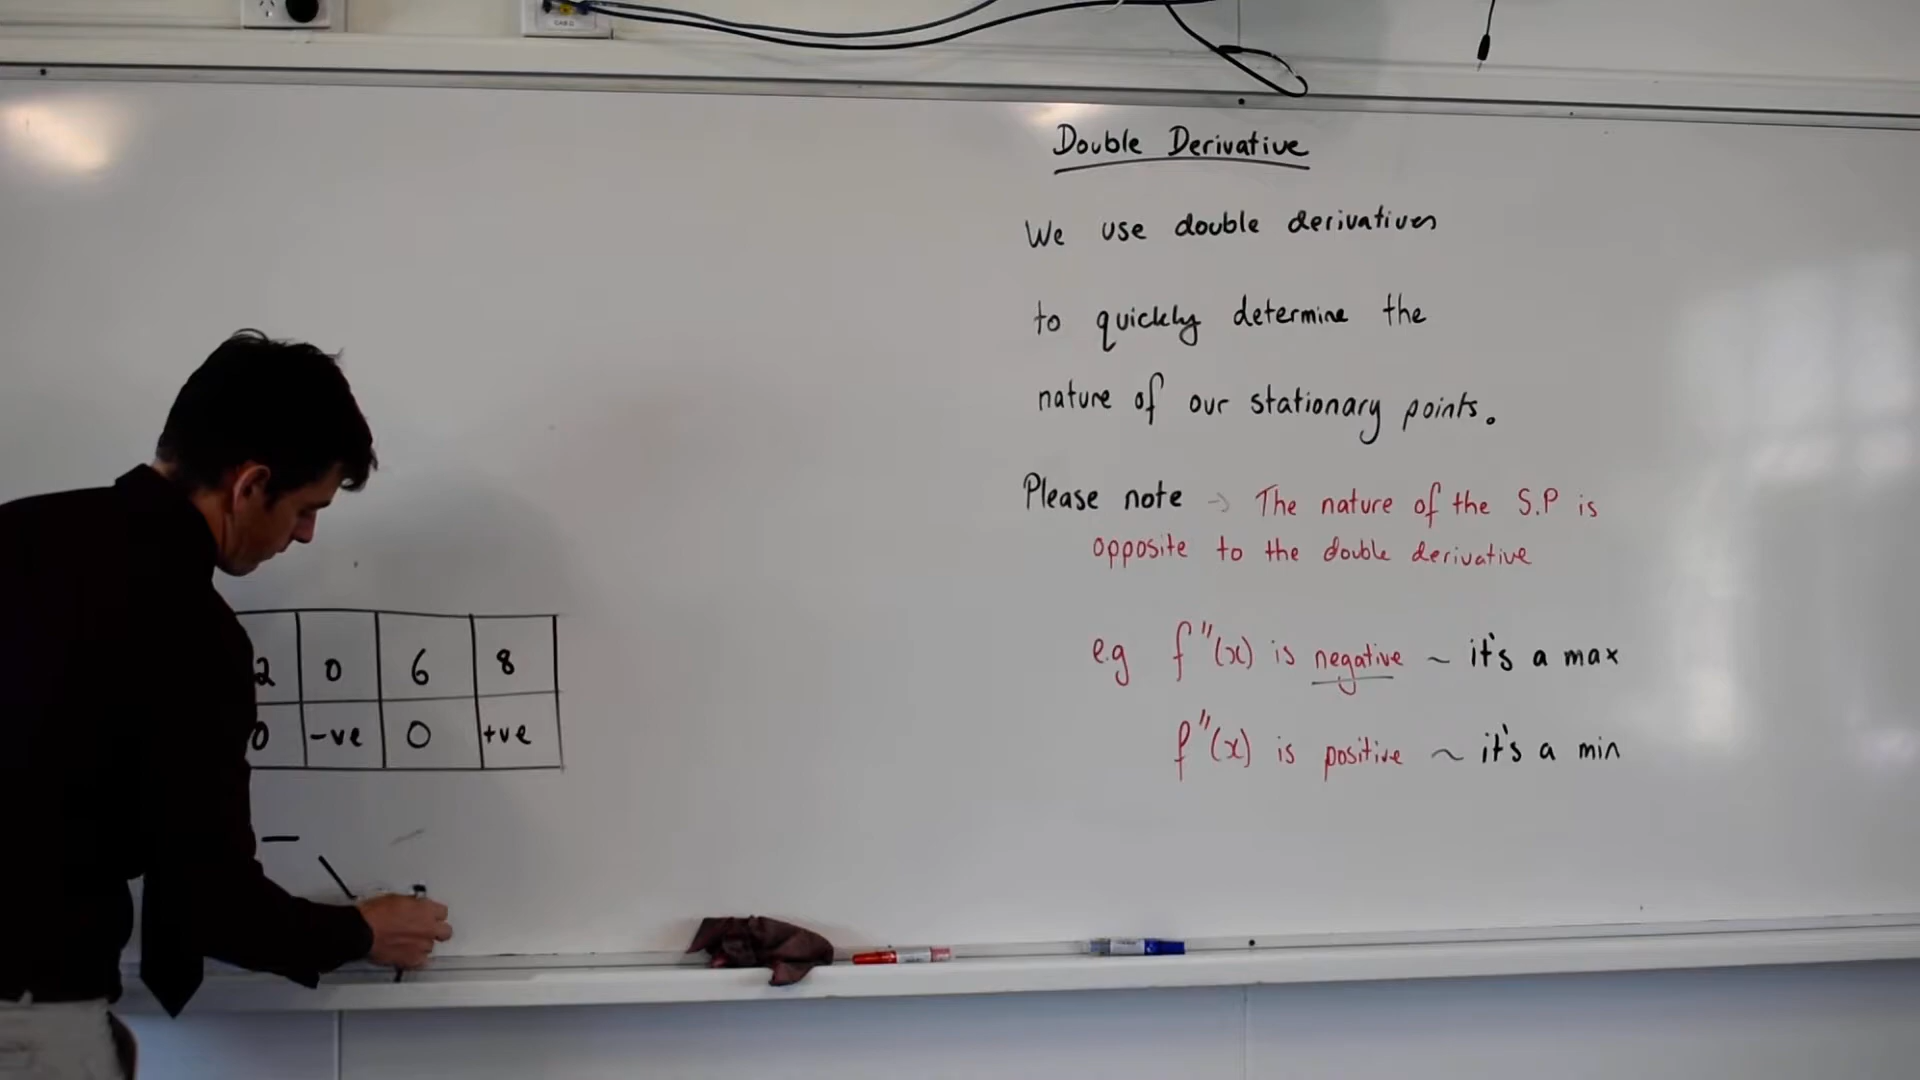 Double Derivative
We use double derivatives
to quickly determine the
nature of our stationary points.
Please note → The nature of the S.P is
opposite to the double derivative
e.g f"(x) is negative ~ it's a max
f"(x) is positive ~ it's a min
2 0 6 8
0 -ve 0 +ve